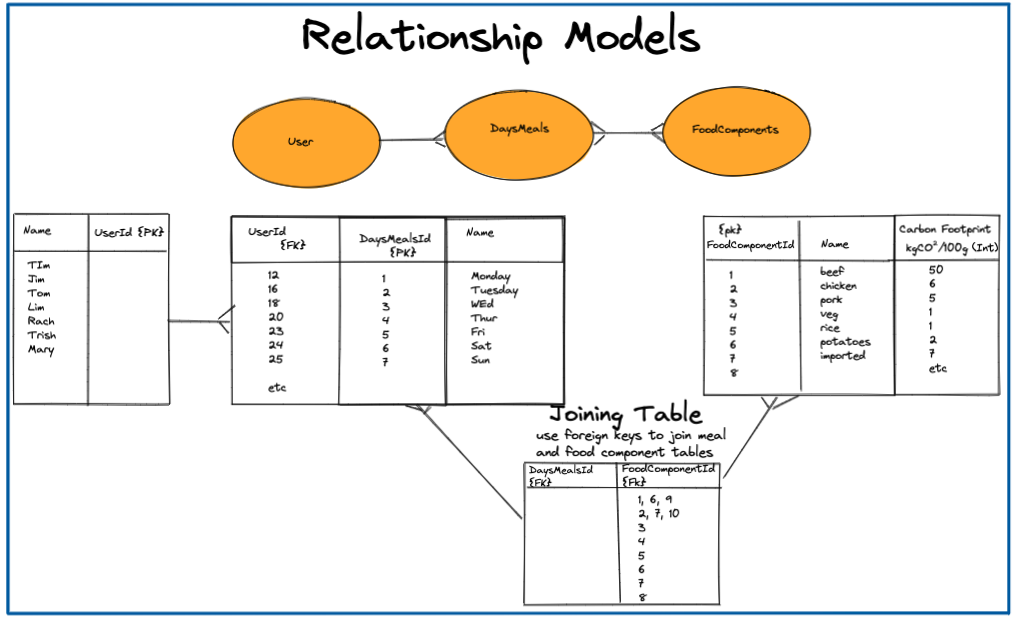 Relationship Models
User
DaysMeals
FoodComponents
Name
UserId {PK}
TIm
Jim
Tom
Lim
Rach
Trish
Mary
UserId
{FK}
DaysMealsId
{PK}
Name
12 1 Monday
16 2 Tuesday
18 3 WEd
20 4 Thur
23 5 Fri
24 6 Sat
25 7 Sun
etc
{pk}
FoodComponentId
Name
Carbon Footprint
kgCO²/100g (Int)
1 beef 50
2 chicken 6
3 pork 5
4 veg 1
5 rice 1
6 potatoes 2
7 imported 7
8 etc
Joining Table
use foreign keys to join meal
and food component tables
DaysMealsId
{FK}
FoodComponentId
{Fk}
1, 6, 9
2, 7, 10
3
4
5
6
7
8